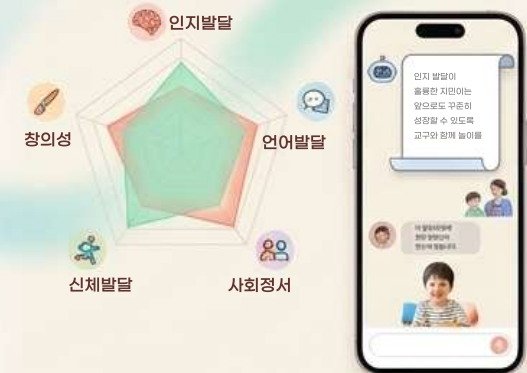 인지발달
창의성
언어발달
신체발달
사회정서
인지 발달이
훌륭한 지민이는
앞으로도 꾸준히
성장할 수 있도록
교구와 함께 놀이를